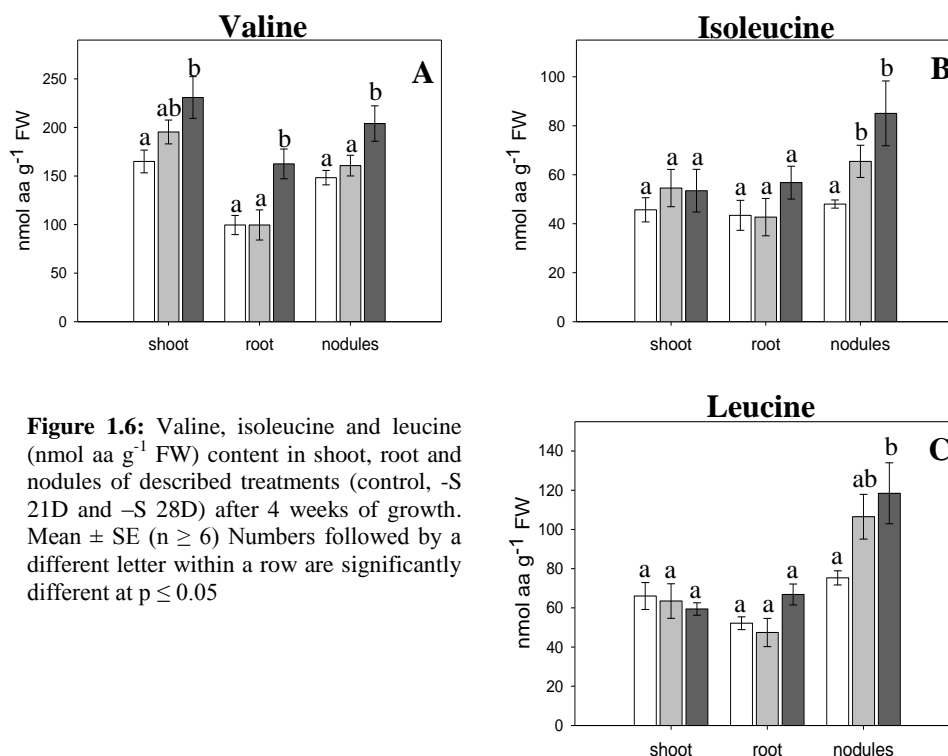 Valine
A
nmol aa g⁻¹ FW
250
200
150
100
50
0
a
ab
b
a
a
b
a
a
b
shoot root nodules
Isoleucine
B
nmol aa g⁻¹ FW
100
80
60
40
20
0
a
a
a
a
a
a
a
b
b
shoot root nodules
Figure 1.6: Valine, isoleucine and leucine
(nmol aa g⁻¹ FW) content in shoot, root and
nodules of described treatments (control, -S
21D and –S 28D) after 4 weeks of growth.
Mean ± SE (n ≥ 6) Numbers followed by a
different letter within a row are significantly
different at p ≤ 0.05
Leucine
C
nmol aa g⁻¹ FW
140
120
100
80
60
40
20
0
a
a
a
a
a
a
a
ab
b
shoot root nodules